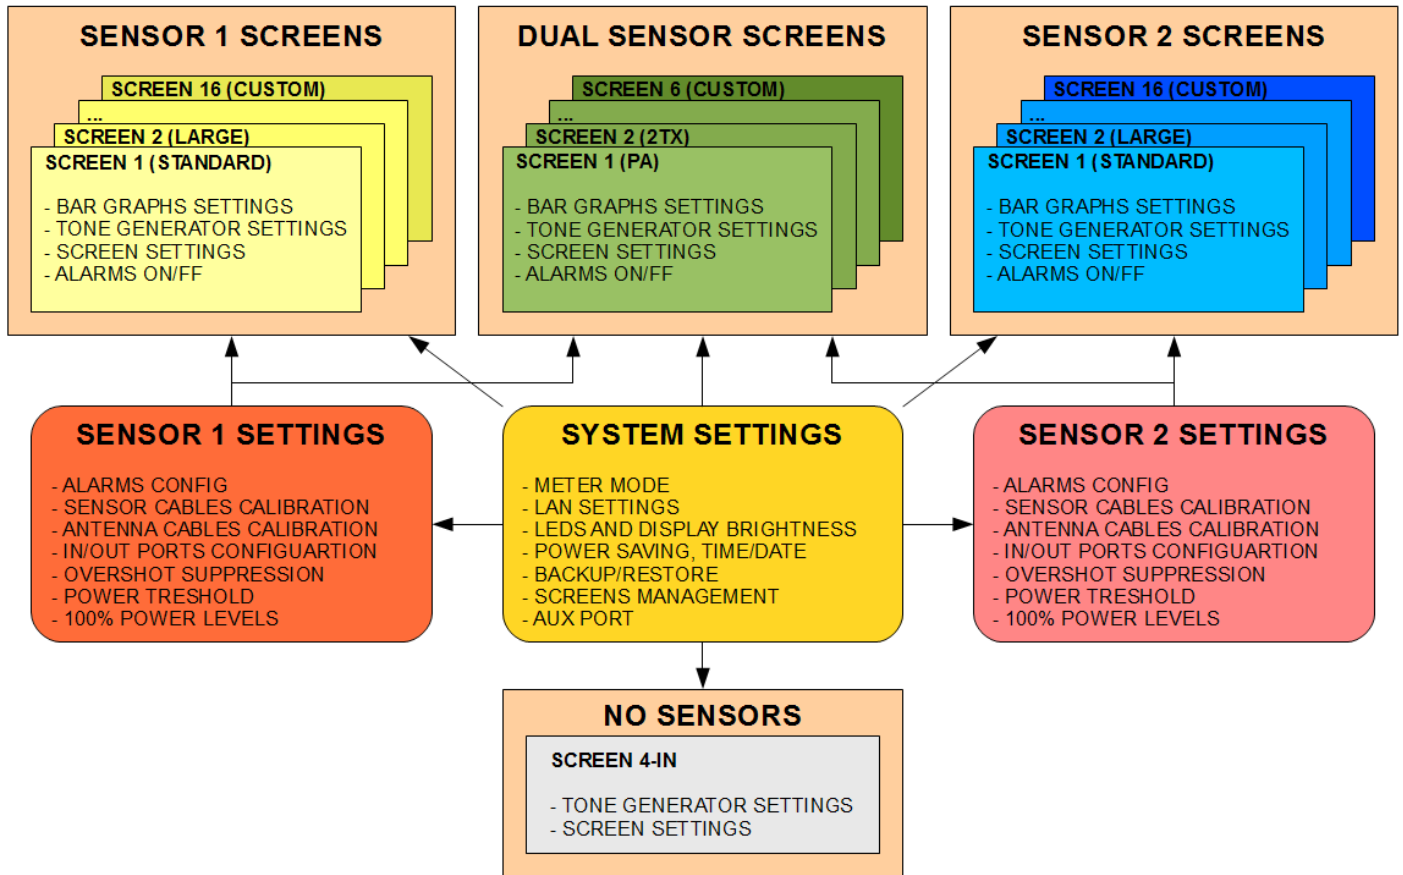 SENSOR 1 SCREENS
SCREEN 16 (CUSTOM)
...
SCREEN 2 (LARGE)
SCREEN 1 (STANDARD)
- BAR GRAPHS SETTINGS
- TONE GENERATOR SETTINGS
- SCREEN SETTINGS
- ALARMS ON/FF
DUAL SENSOR SCREENS
SCREEN 6 (CUSTOM)
...
SCREEN 2 (2TX)
SCREEN 1 (PA)
- BAR GRAPHS SETTINGS
- TONE GENERATOR SETTINGS
- SCREEN SETTINGS
- ALARMS ON/FF
SENSOR 2 SCREENS
SCREEN 16 (CUSTOM)
...
SCREEN 2 (LARGE)
SCREEN 1 (STANDARD)
- BAR GRAPHS SETTINGS
- TONE GENERATOR SETTINGS
- SCREEN SETTINGS
- ALARMS ON/FF
SENSOR 1 SETTINGS
- ALARMS CONFIG
- SENSOR CABLES CALIBRATION
- ANTENNA CABLES CALIBRATION
- IN/OUT PORTS CONFIGUARTION
- OVERSHOT SUPPRESSION
- POWER TRESHOLD
- 100% POWER LEVELS
SYSTEM SETTINGS
- METER MODE
- LAN SETTINGS
- LEDS AND DISPLAY BRIGHTNESS
- POWER SAVING, TIME/DATE
- BACKUP/RESTORE
- SCREENS MANAGEMENT
- AUX PORT
SENSOR 2 SETTINGS
- ALARMS CONFIG
- SENSOR CABLES CALIBRATION
- ANTENNA CABLES CALIBRATION
- IN/OUT PORTS CONFIGUARTION
- OVERSHOT SUPPRESSION
- POWER TRESHOLD
- 100% POWER LEVELS
NO SENSORS
SCREEN 4-IN
- TONE GENERATOR SETTINGS
- SCREEN SETTINGS